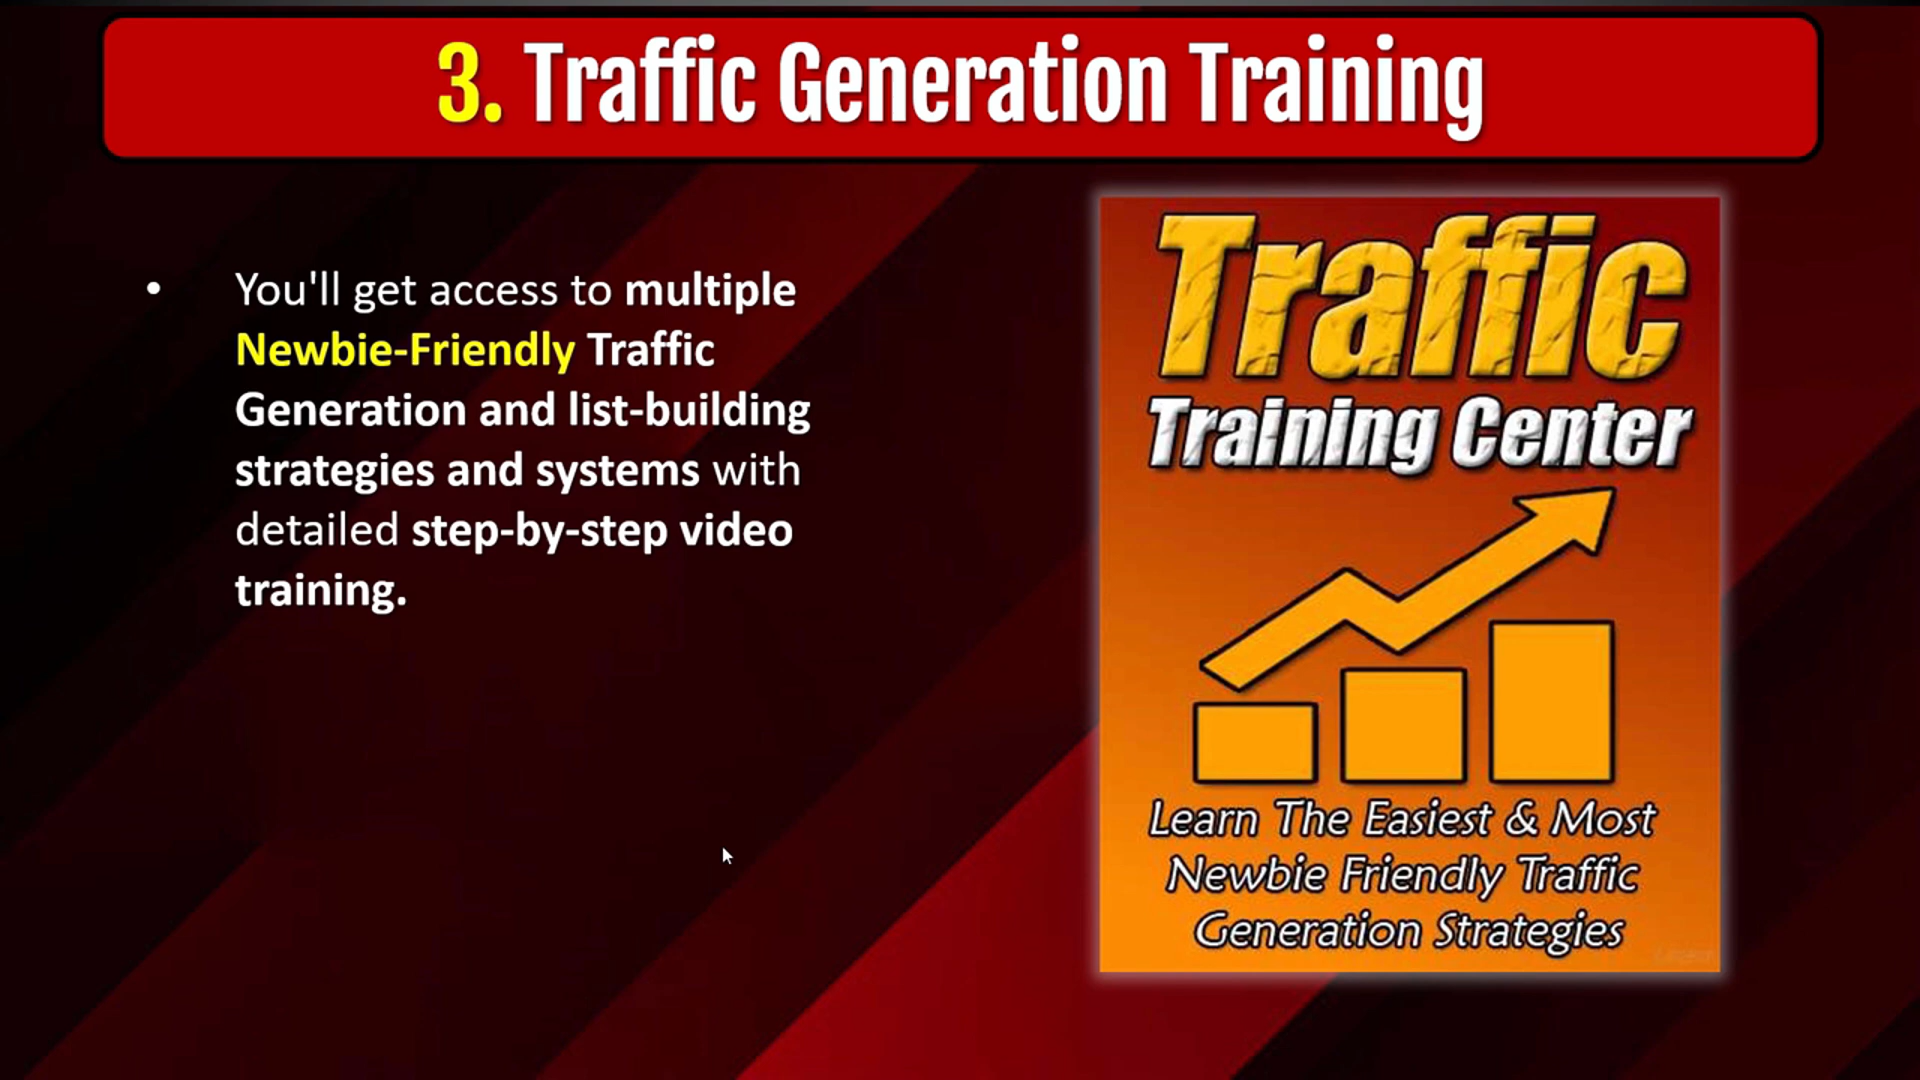 3. Traffic Generation Training
• You'll get access to multiple
Newbie-Friendly Traffic
Generation and list-building
strategies and systems with
detailed step-by-step video
training.
Traffic
Training Center
Learn The Easiest & Most
Newbie Friendly Traffic
Generation Strategies